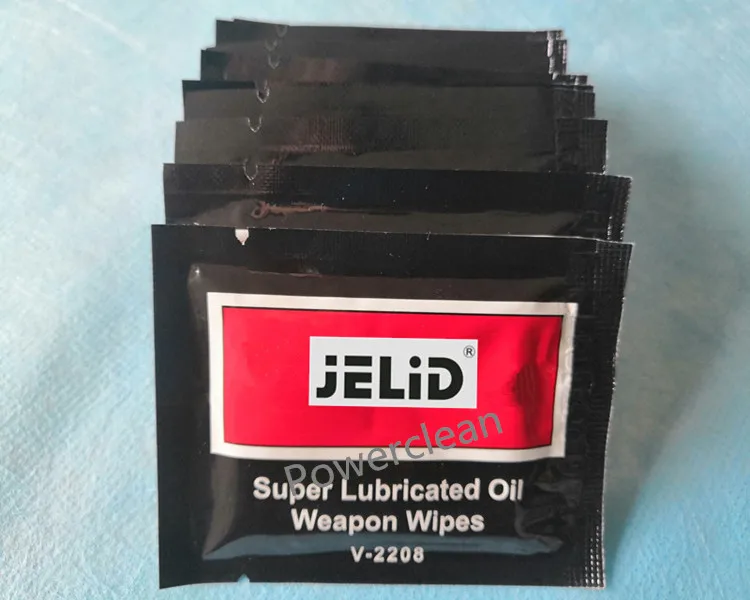 JELiD®
Powerclean
Super Lubricated Oil
Weapon Wipes
V-2208